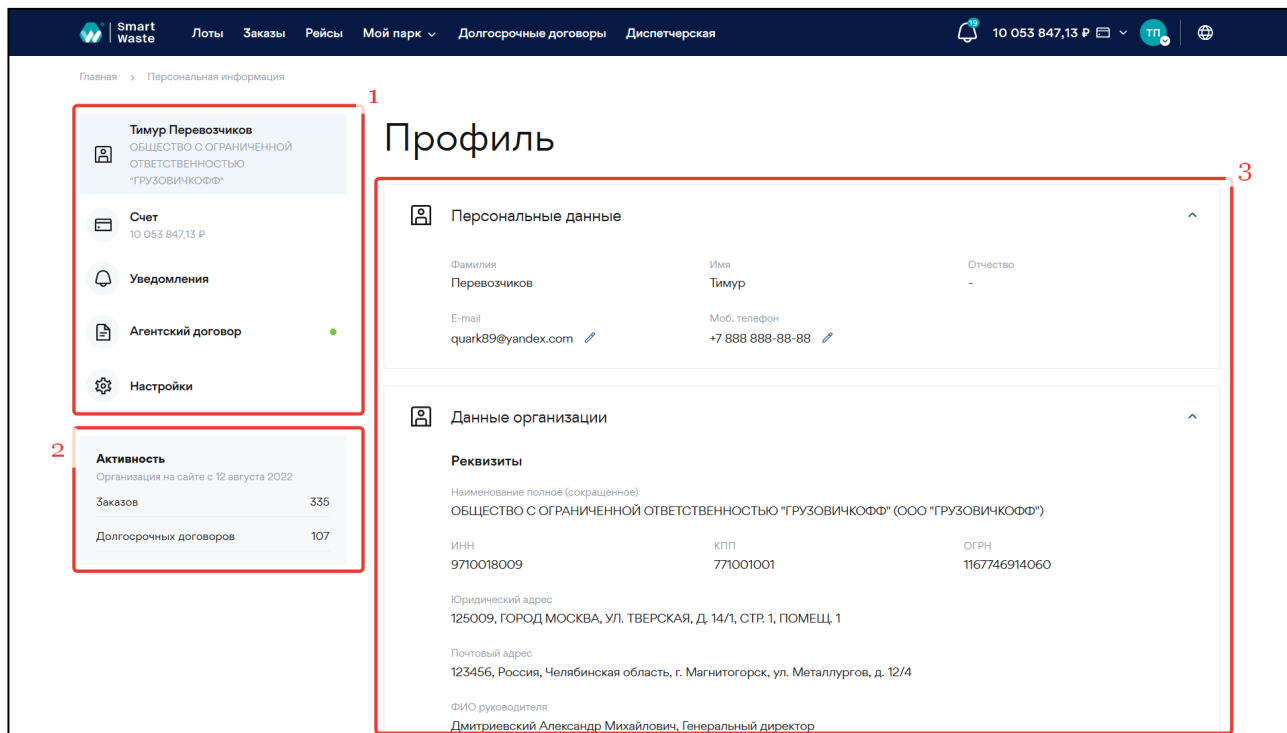 Smart
Waste
Лоты Заказы Рейсы Мой парк Долгосрочные договоры Диспетчерская 19 10 053 847,13 ₽ ТП
Главная › Персональная информация
1
Тимур Перевозчиков
ОБЩЕСТВО С ОГРАНИЧЕННОЙ
ОТВЕТСТВЕННОСТЬЮ
"ГРУЗОВИЧКОФФ"
Счет
10 053 847,13 ₽
Уведомления
Агентский договор
Настройки
2
Активность
Организация на сайте с 12 августа 2022
Заказов 335
Долгосрочных договоров 107
Профиль
3
Персональные данные
Фамилия Имя Отчество
Перевозчиков Тимур -
E-mail Моб. телефон
quark89@yandex.com +7 888 888-88-88
Данные организации
Реквизиты
Наименование полное (сокращенное)
ОБЩЕСТВО С ОГРАНИЧЕННОЙ ОТВЕТСТВЕННОСТЬЮ "ГРУЗОВИЧКОФФ" (ООО "ГРУЗОВИЧКОФФ")
ИНН КПП ОГРН
9710018009 771001001 1167746914060
Юридический адрес
125009, ГОРОД МОСКВА, УЛ. ТВЕРСКАЯ, Д. 14/1, СТР. 1, ПОМЕЩ. 1
Почтовый адрес
123456, Россия, Челябинская область, г. Магнитогорск, ул. Металлургов, д. 12/4
ФИО руководителя
Дмитриевский Александр Михайлович, Генеральный директор